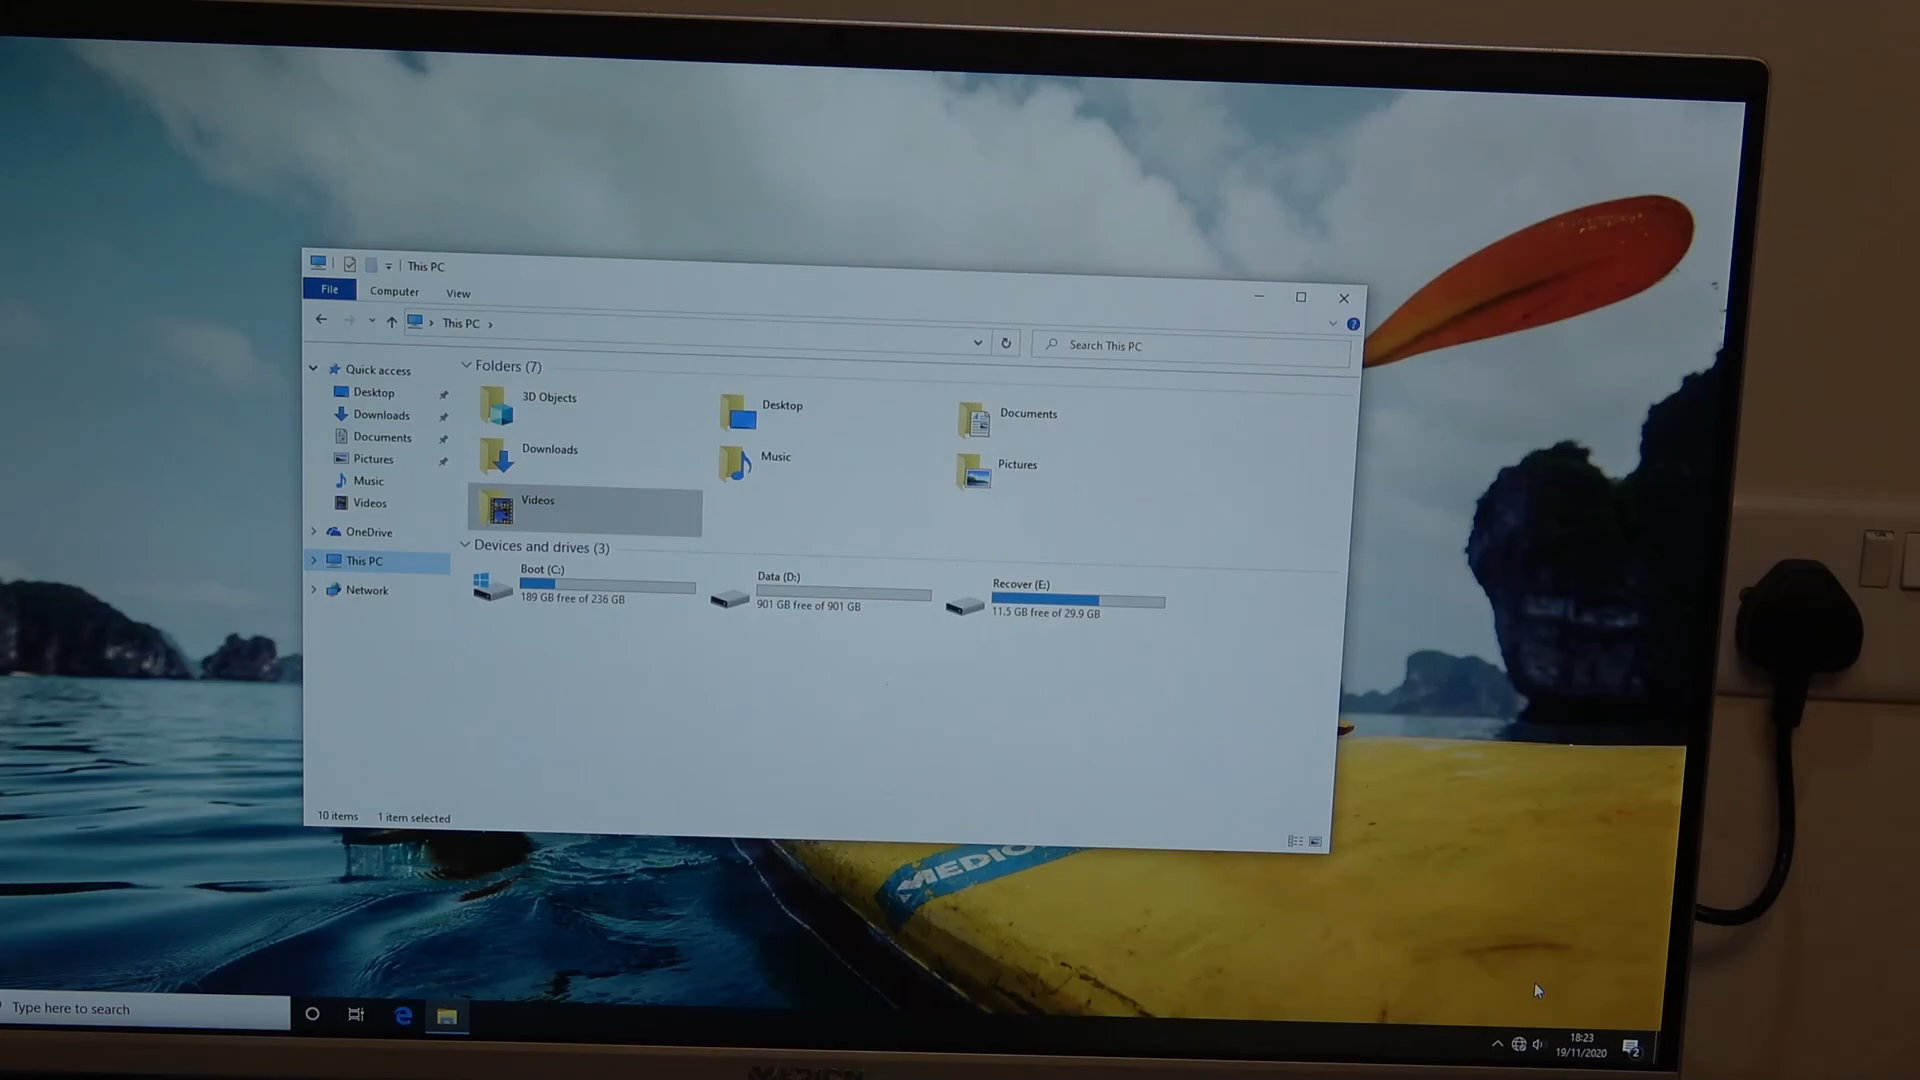 This PC
File Computer View
This PC
Search This PC
Quick access
Desktop
Downloads
Documents
Pictures
Music
Videos
OneDrive
This PC
Network
Folders (7)
3D Objects
Desktop
Documents
Downloads
Music
Pictures
Videos
Devices and drives (3)
Boot (C:)
189 GB free of 236 GB
Data (D:)
901 GB free of 901 GB
Recover (E:)
11.5 GB free of 29.9 GB
10 items 1 item selected
MEDION
Type here to search
18:23
19/11/2020
2
MEDION